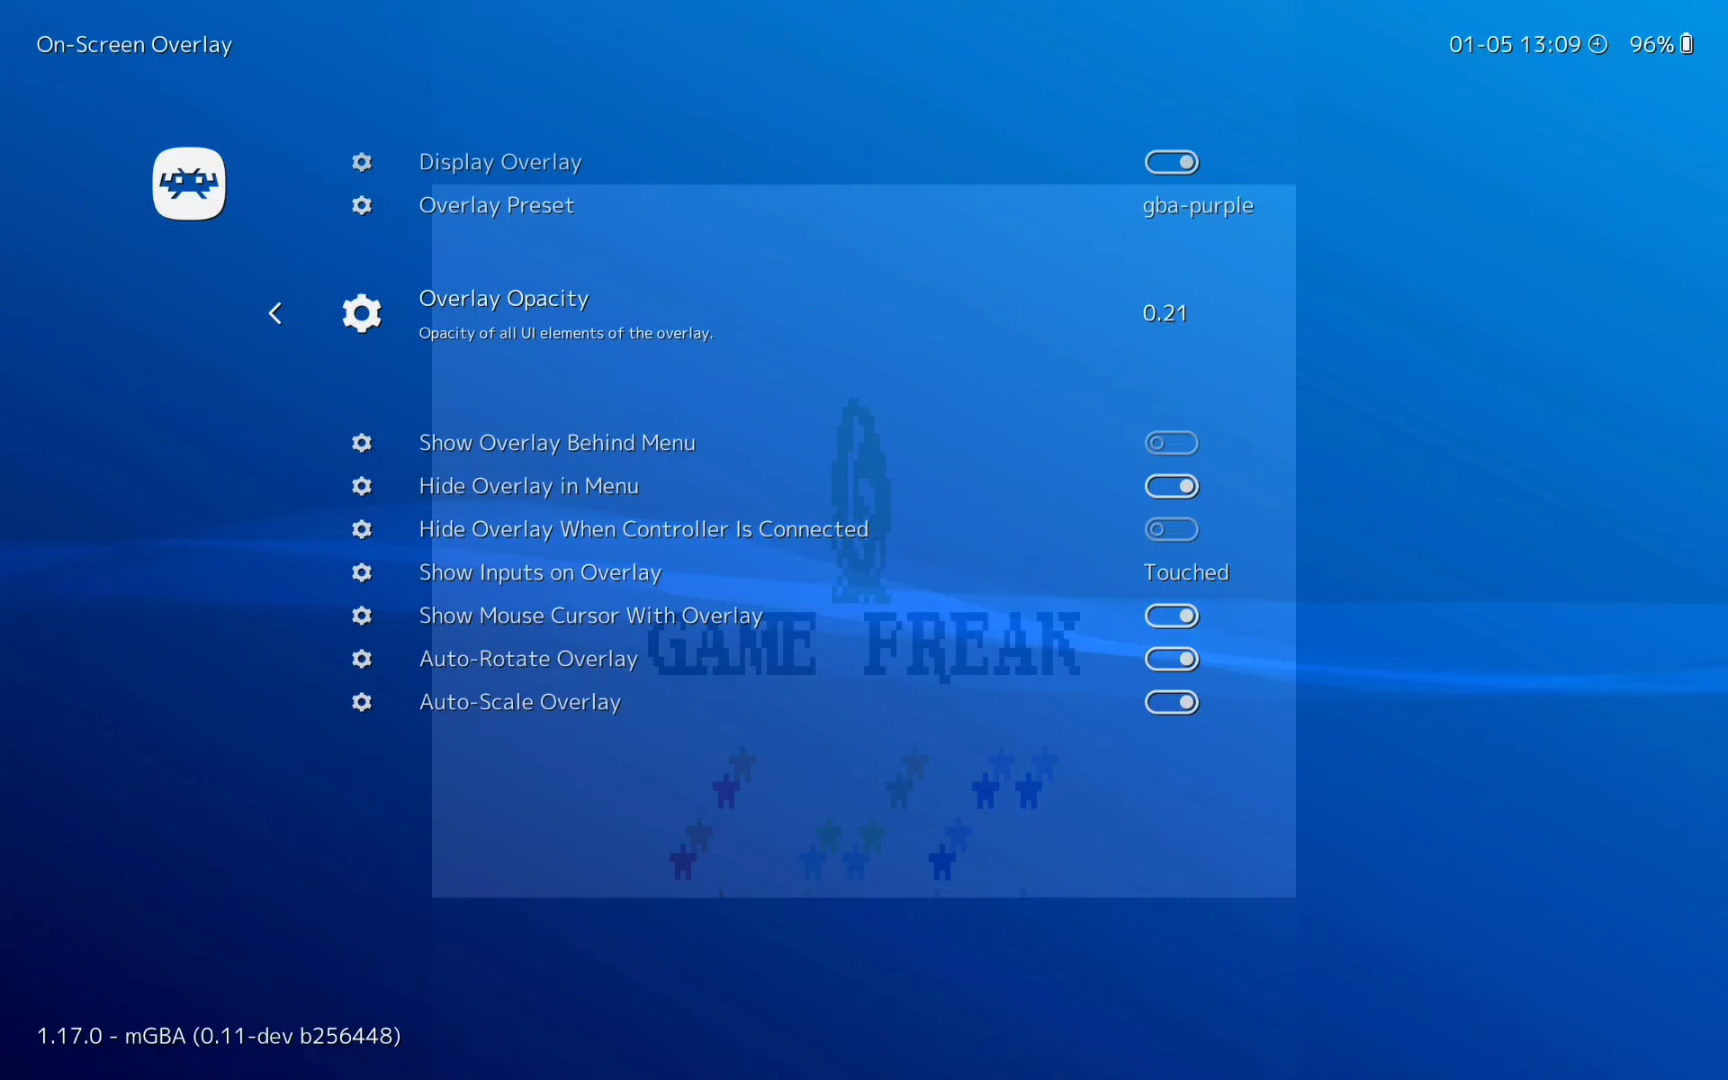 On-Screen Overlay
01-05 13:09 96%
Display Overlay
Overlay Preset gba-purple
Overlay Opacity 0.21
Opacity of all UI elements of the overlay.
Show Overlay Behind Menu
Hide Overlay in Menu
Hide Overlay When Controller Is Connected
Show Inputs on Overlay Touched
Show Mouse Cursor With Overlay
GAME FREAK
Auto-Rotate Overlay
Auto-Scale Overlay
1.17.0 - mGBA (0.11-dev b256448)